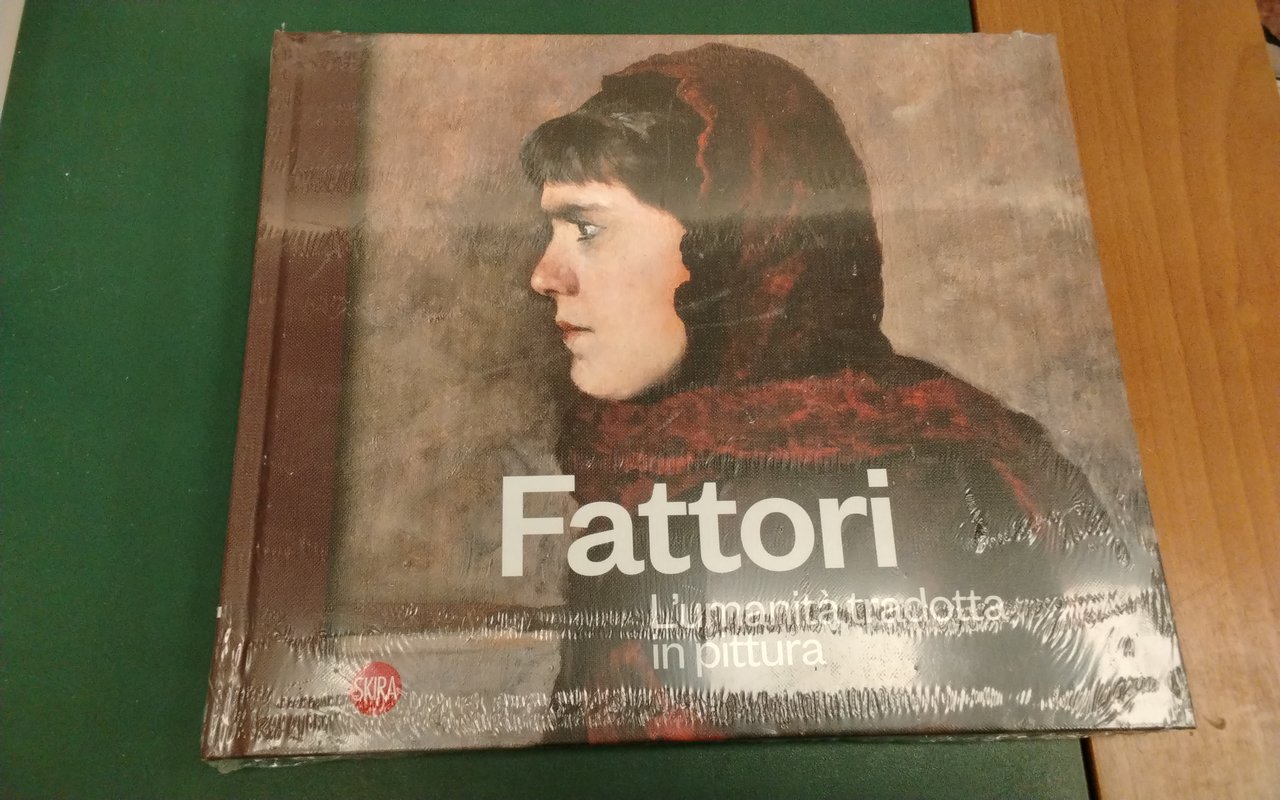 Fattori
L'umanità tradotta
in pittura
SKIRA